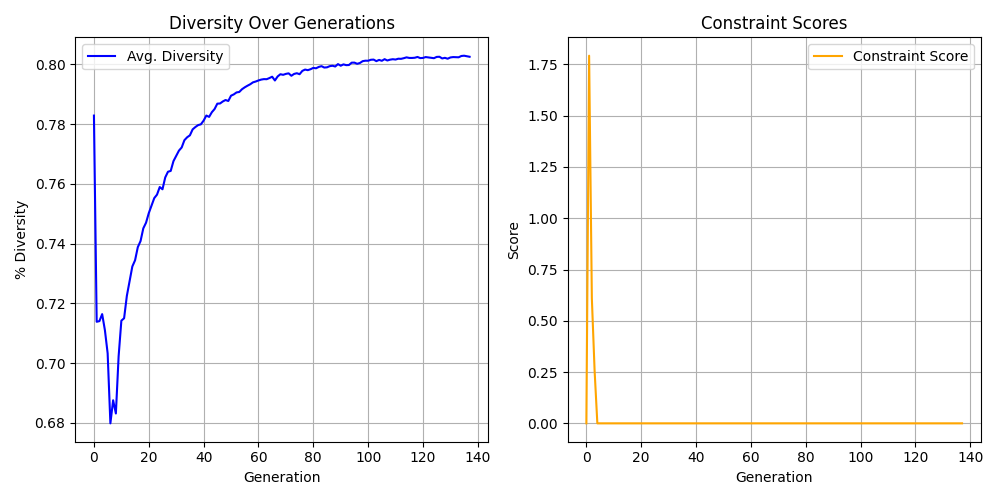 Diversity Over Generations
Avg. Diversity
0.80
0.78
0.76
0.74
0.72
0.70
0.68
% Diversity
0 20 40 60 80 100 120 140
Generation
Constraint Scores
Constraint Score
1.75
1.50
1.25
1.00
0.75
0.50
0.25
0.00
Score
0 20 40 60 80 100 120 140
Generation